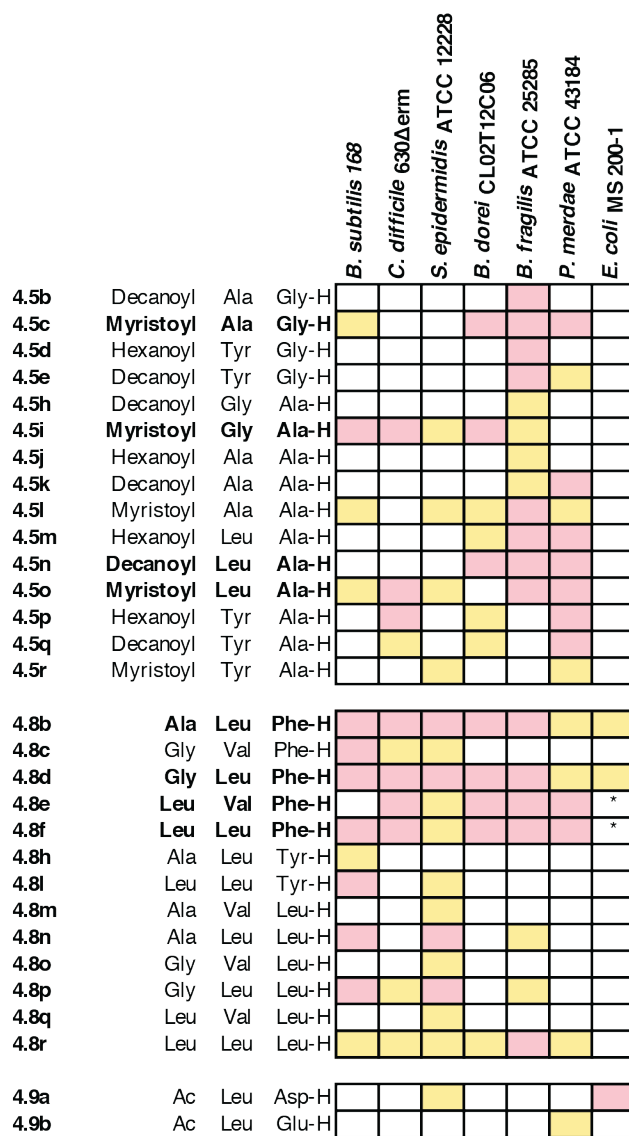 B. subtilis 168
C. difficile 630Δerm
S. epidermidis ATCC 12228
B. dorei CL02T12C06
B. fragilis ATCC 25285
P. merdae ATCC 43184
E. coli MS 200-1
4.5b Decanoyl Ala Gly-H
4.5c Myristoyl Ala Gly-H
4.5d Hexanoyl Tyr Gly-H
4.5e Decanoyl Tyr Gly-H
4.5h Decanoyl Gly Ala-H
4.5i Myristoyl Gly Ala-H
4.5j Hexanoyl Ala Ala-H
4.5k Decanoyl Ala Ala-H
4.5l Myristoyl Ala Ala-H
4.5m Hexanoyl Leu Ala-H
4.5n Decanoyl Leu Ala-H
4.5o Myristoyl Leu Ala-H
4.5p Hexanoyl Tyr Ala-H
4.5q Decanoyl Tyr Ala-H
4.5r Myristoyl Tyr Ala-H
4.8b Ala Leu Phe-H
4.8c Gly Val Phe-H
4.8d Gly Leu Phe-H
4.8e Leu Val Phe-H *
4.8f Leu Leu Phe-H *
4.8h Ala Leu Tyr-H
4.8l Leu Leu Tyr-H
4.8m Ala Val Leu-H
4.8n Ala Leu Leu-H
4.8o Gly Val Leu-H
4.8p Gly Leu Leu-H
4.8q Leu Val Leu-H
4.8r Leu Leu Leu-H
4.9a Ac Leu Asp-H
4.9b Ac Leu Glu-H